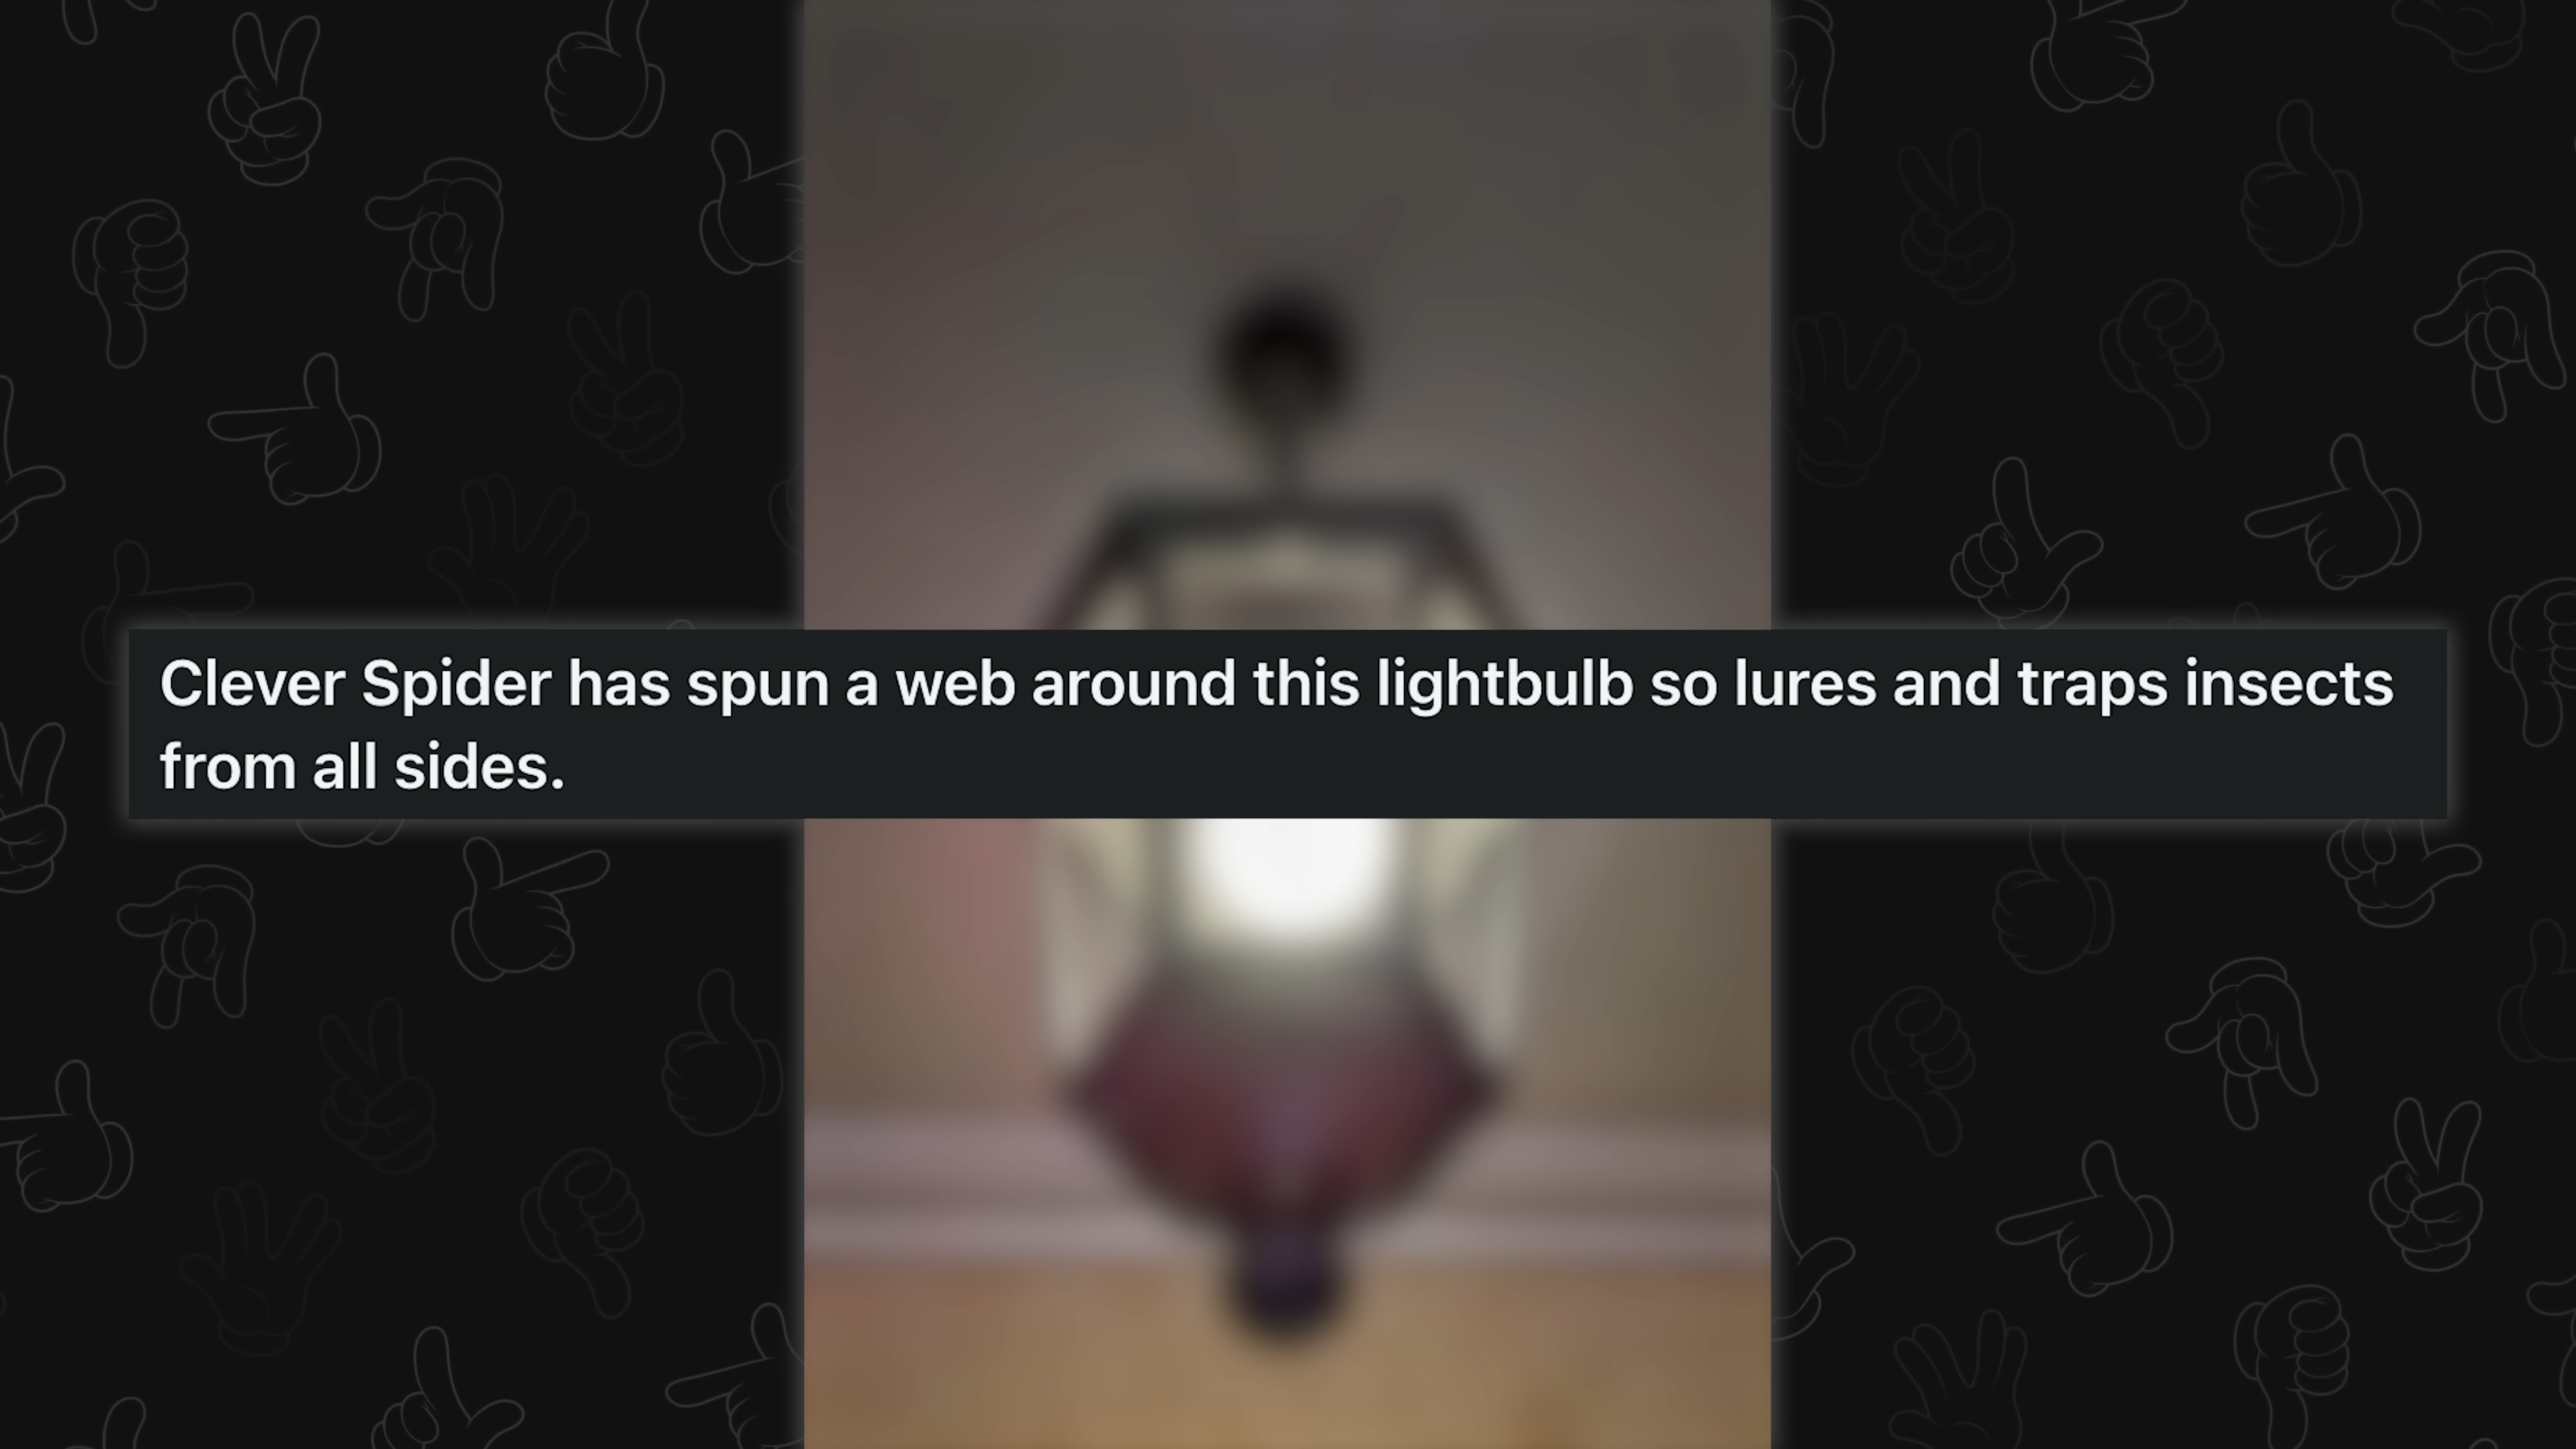 Clever Spider has spun a web around this lightbulb so lures and traps insects
from all sides.